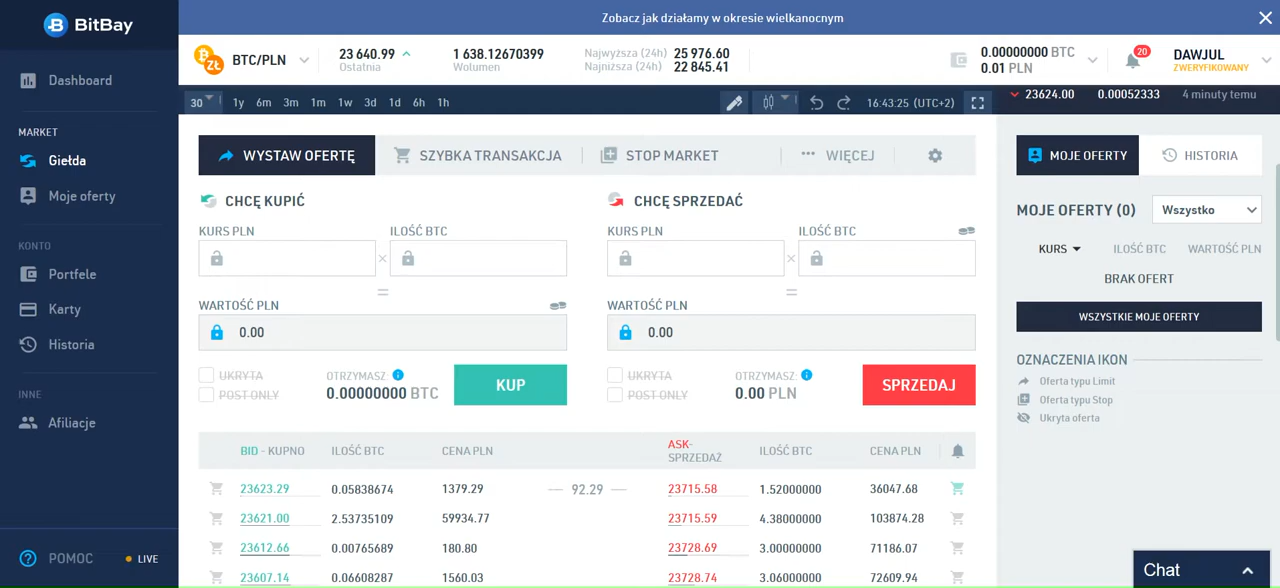 BitBay
Zobacz jak działamy w okresie wielkanocnym
BTC/PLN
23 640.99
Ostatnia
1 638.12670399
Wolumen
Najwyższa (24h) 25 976.60
Najniższa (24h) 22 845.41
0.00000000 BTC
0.01 PLN
20
DAWJUL
ZWERYFIKOWANY
Dashboard
MARKET
Giełda
Moje oferty
KONTO
Portfele
Karty
Historia
INNE
Afiliacje
POMOC
LIVE
30 1y 6m 3m 1m 1w 3d 1d 6h 1h
16:43:25 (UTC+2)
23624.00 0.00052333 4 minuty temu
WYSTAW OFERTĘ
SZYBKA TRANSAKCJA
STOP MARKET
WIĘCEJ
CHCĘ KUPIĆ
KURS PLN
ILOŚĆ BTC
×
=
WARTOŚĆ PLN
0.00
UKRYTA
POST ONLY
OTRZYMASZ:
0.00000000 BTC
KUP
CHCĘ SPRZEDAĆ
KURS PLN
ILOŚĆ BTC
×
=
WARTOŚĆ PLN
0.00
UKRYTA
POST ONLY
OTRZYMASZ:
0.00 PLN
SPRZEDAJ
BID - KUPNO ILOŚĆ BTC CENA PLN
23623.29 0.05838674 1379.29
23621.00 2.53735109 59934.77
23612.66 0.00765689 180.80
23607.14 0.06608287 1560.03
92.29
ASK-
SPRZEDAŻ
ILOŚĆ BTC CENA PLN
23715.58 1.52000000 36047.68
23715.59 4.38000000 103874.28
23728.69 3.00000000 71186.07
23728.74 3.06000000 72609.94
MOJE OFERTY
HISTORIA
MOJE OFERTY (0)
Wszystko
KURS ILOŚĆ BTC WARTOŚĆ PLN
BRAK OFERT
WSZYSTKIE MOJE OFERTY
OZNACZENIA IKON
Oferta typu Limit
Oferta typu Stop
Ukryta oferta
Chat